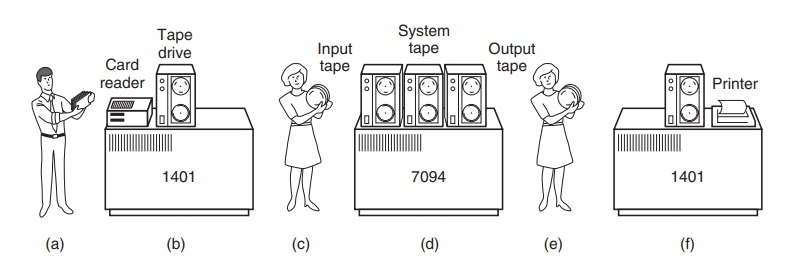 Card
reader
Tape
drive
1401
Input
tape
System
tape
7094
Output
tape
Printer
1401
(a)
(b)
(c)
(d)
(e)
(f)